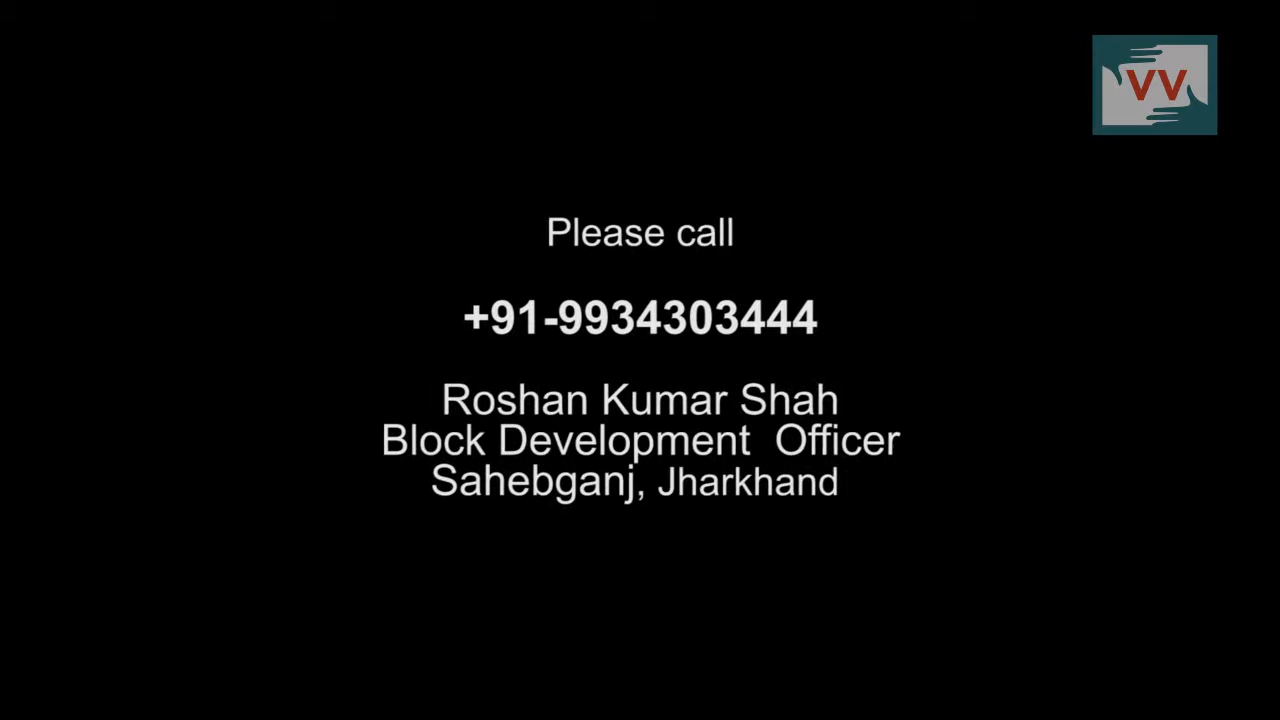 VV
Please call
+91-9934303444
Roshan Kumar Shah
Block Development  Officer
Sahebganj, Jharkhand